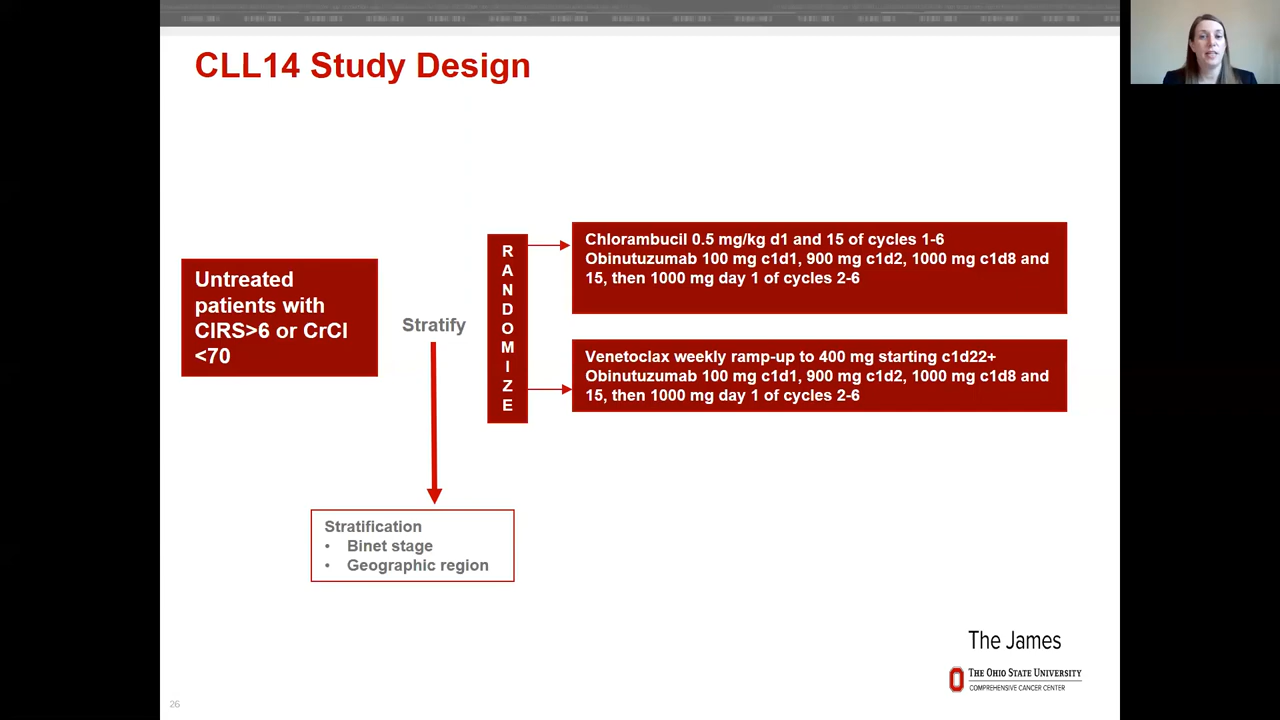 CLL14 Study Design
Untreated
patients with
CIRS>6 or CrCl
<70
Stratify
R
A
N
D
O
M
I
Z
E
Chlorambucil 0.5 mg/kg d1 and 15 of cycles 1-6
Obinutuzumab 100 mg c1d1, 900 mg c1d2, 1000 mg c1d8 and
15, then 1000 mg day 1 of cycles 2-6
Venetoclax weekly ramp-up to 400 mg starting c1d22+
Obinutuzumab 100 mg c1d1, 900 mg c1d2, 1000 mg c1d8 and
15, then 1000 mg day 1 of cycles 2-6
Stratification
• Binet stage
• Geographic region
The James
THE OHIO STATE UNIVERSITY
COMPREHENSIVE CANCER CENTER
26